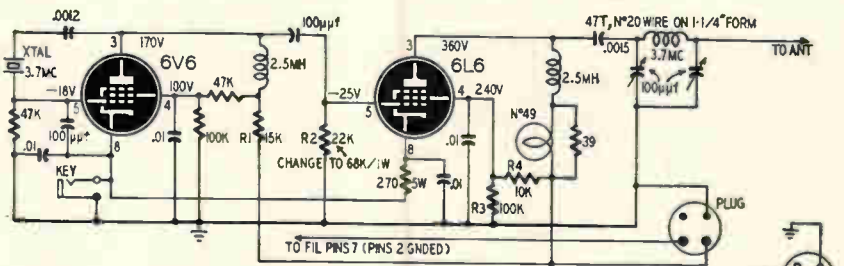 .0012
100μμf
47T, Nº20 WIRE ON 1-1/4" FORM
3
170V
6V6
XTAL
3.7MC
-18V
5
100V
4
47K
2.5MH
47K
100μμf
.01
8
.01
100K
R1
15K
KEY
3
360V
6L6
-25V
5
240V
4
R2
22K
CHANGE TO 68K/1W
8
270
5W
.01
.01
R4
10K
R3
100K
2.5MH
Nº49
39
.0015
3.7MC
100μμf
TO ANT
PLUG
TO FIL PINS 7 (PINS 2 GNDED)